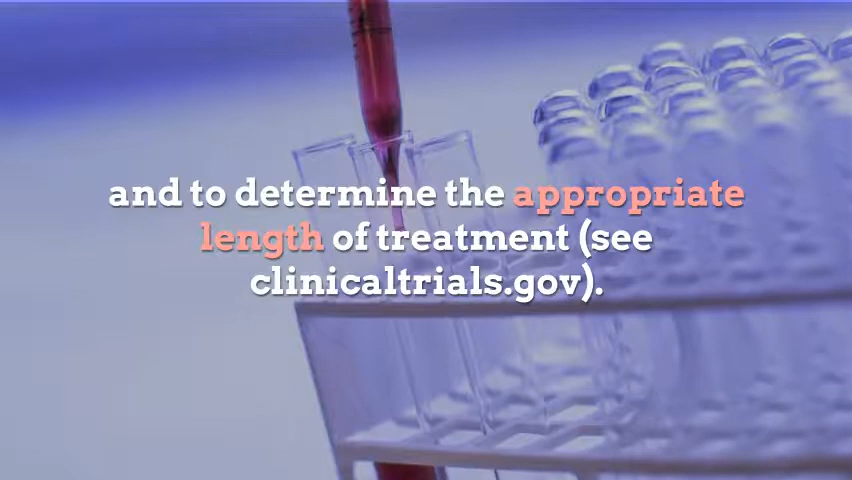 and to determine the appropriate
length of treatment (see
clinicaltrials.gov).